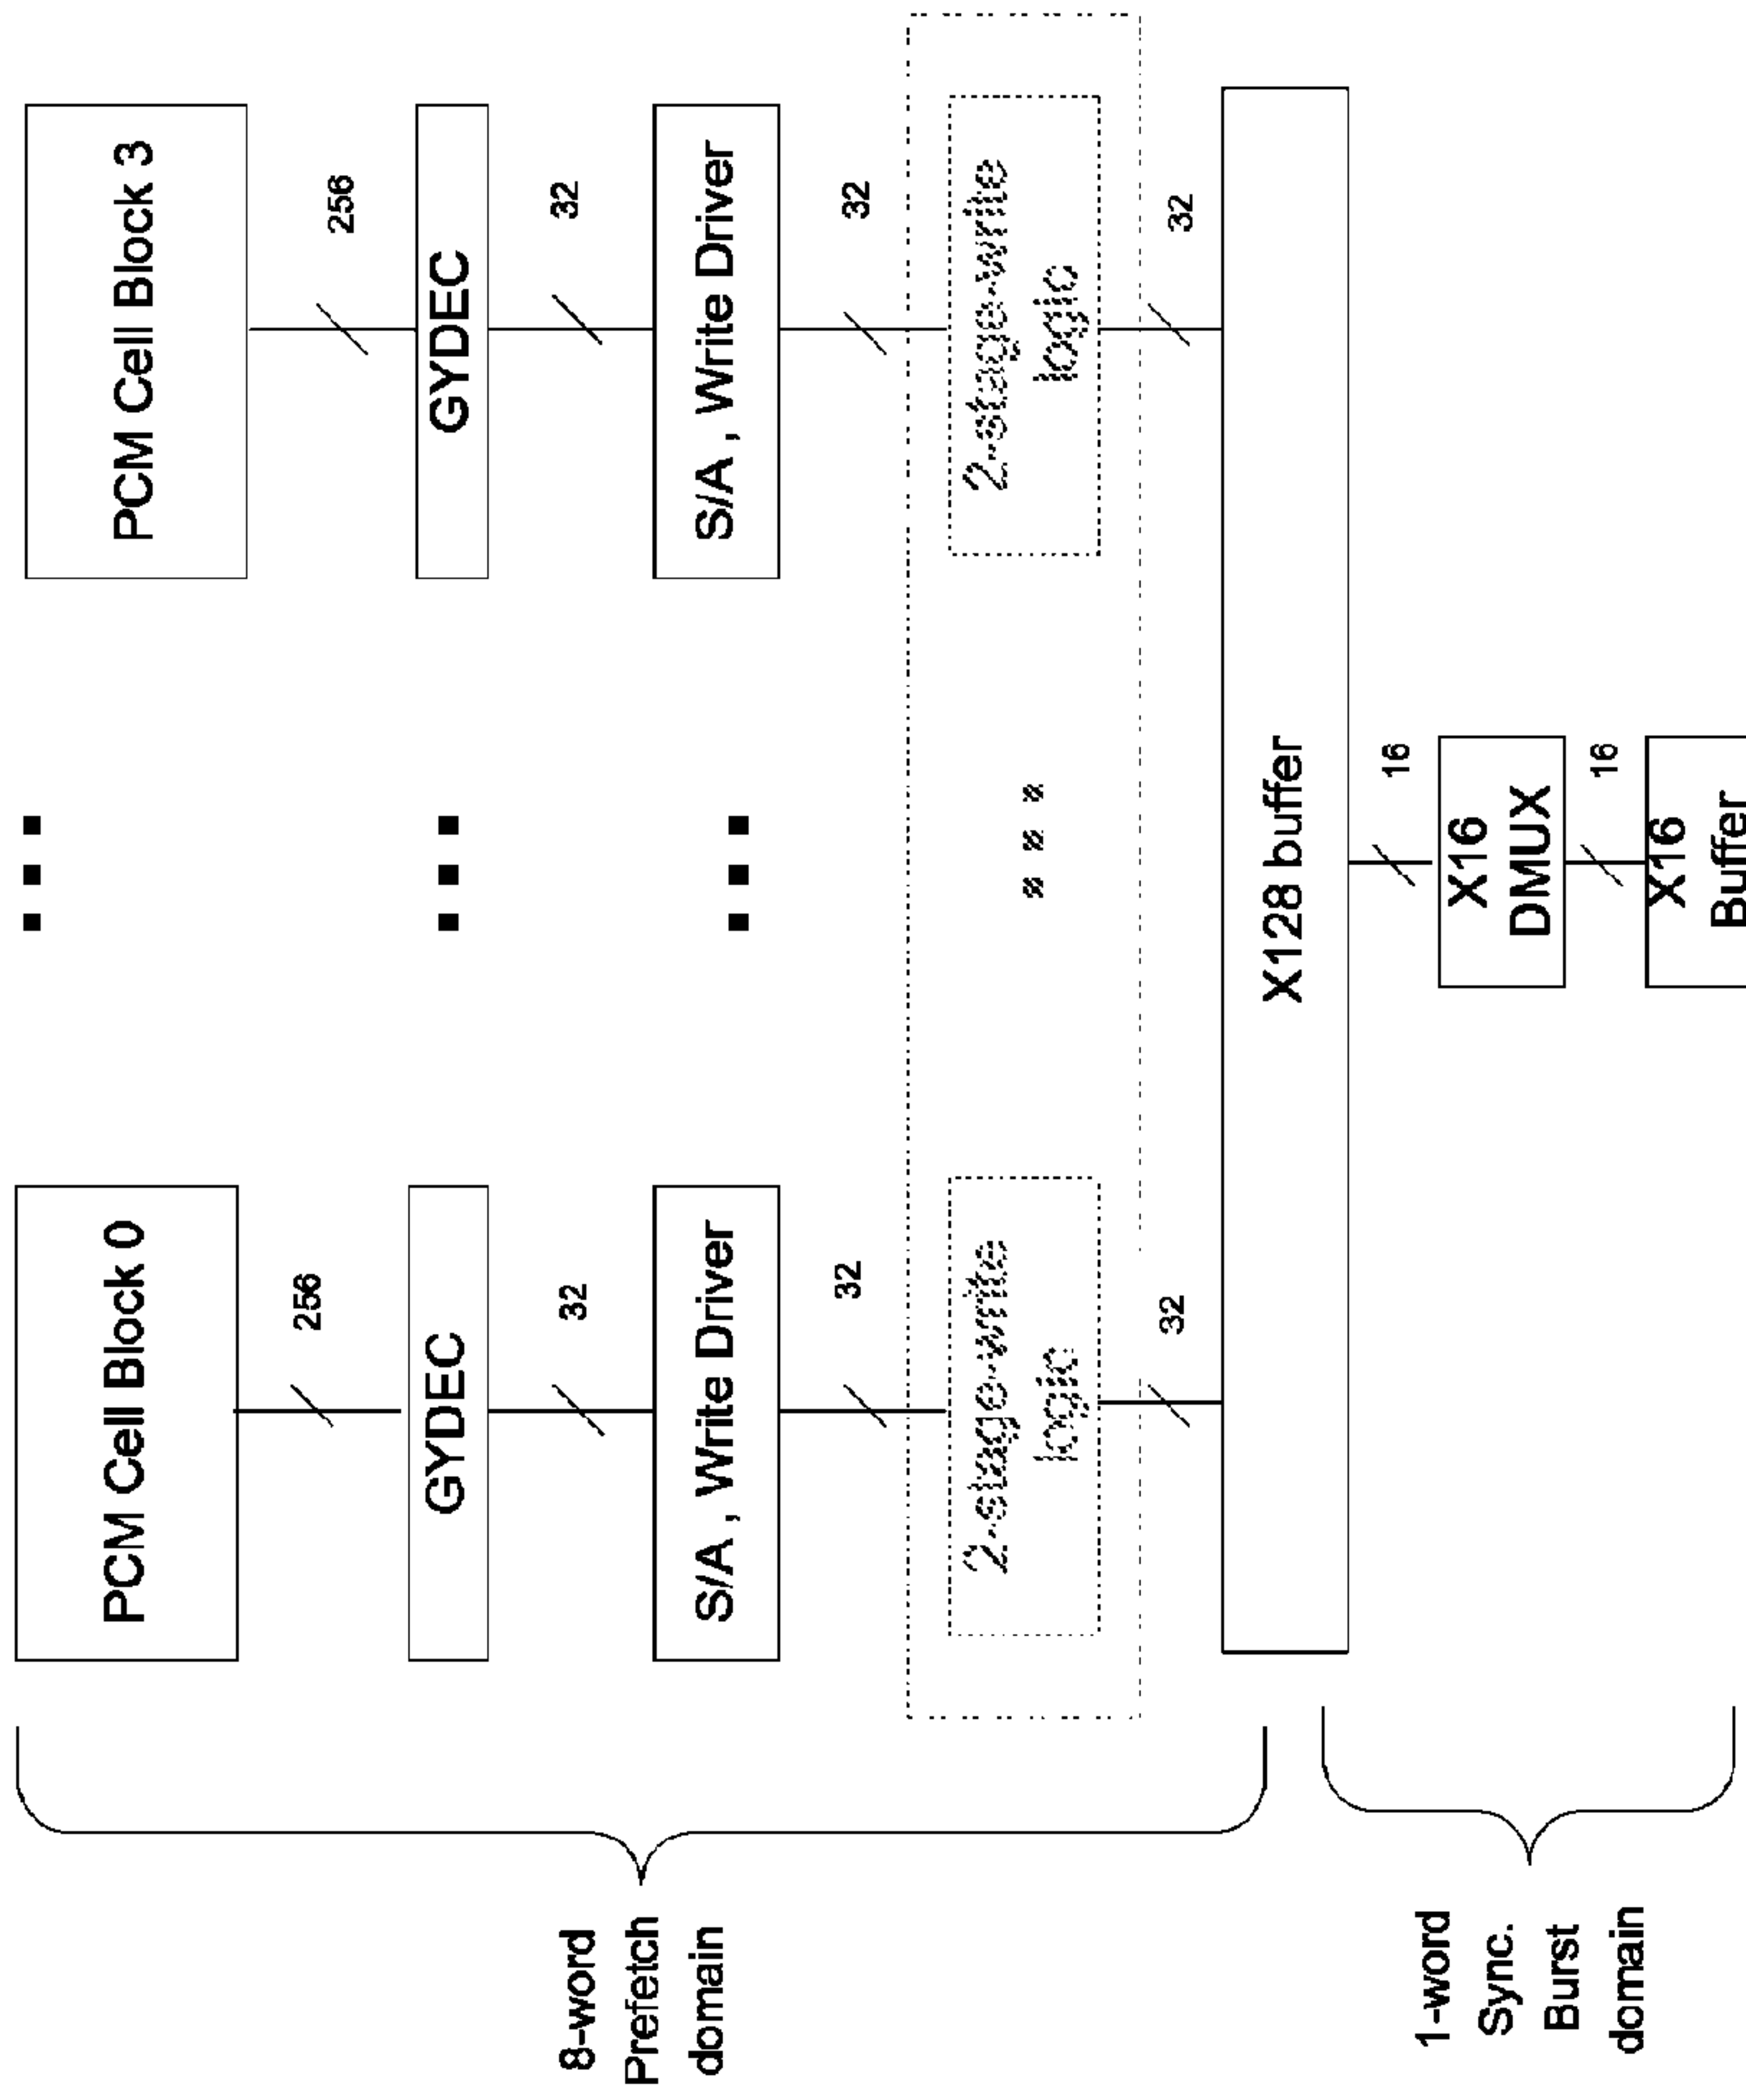 8-word
Prefetch
domain
1-word
Sync.
Burst
domain
PCM Cell Block 0
256
GYDEC
32
S/A , Write Driver
32
2-stage-write
logic
32
PCM Cell Block 3
256
GYDEC
32
S/A , Write Driver
32
2-stage-write
logic
32
X128 buffer
16
X16
DMUX
16
X16
Buffer